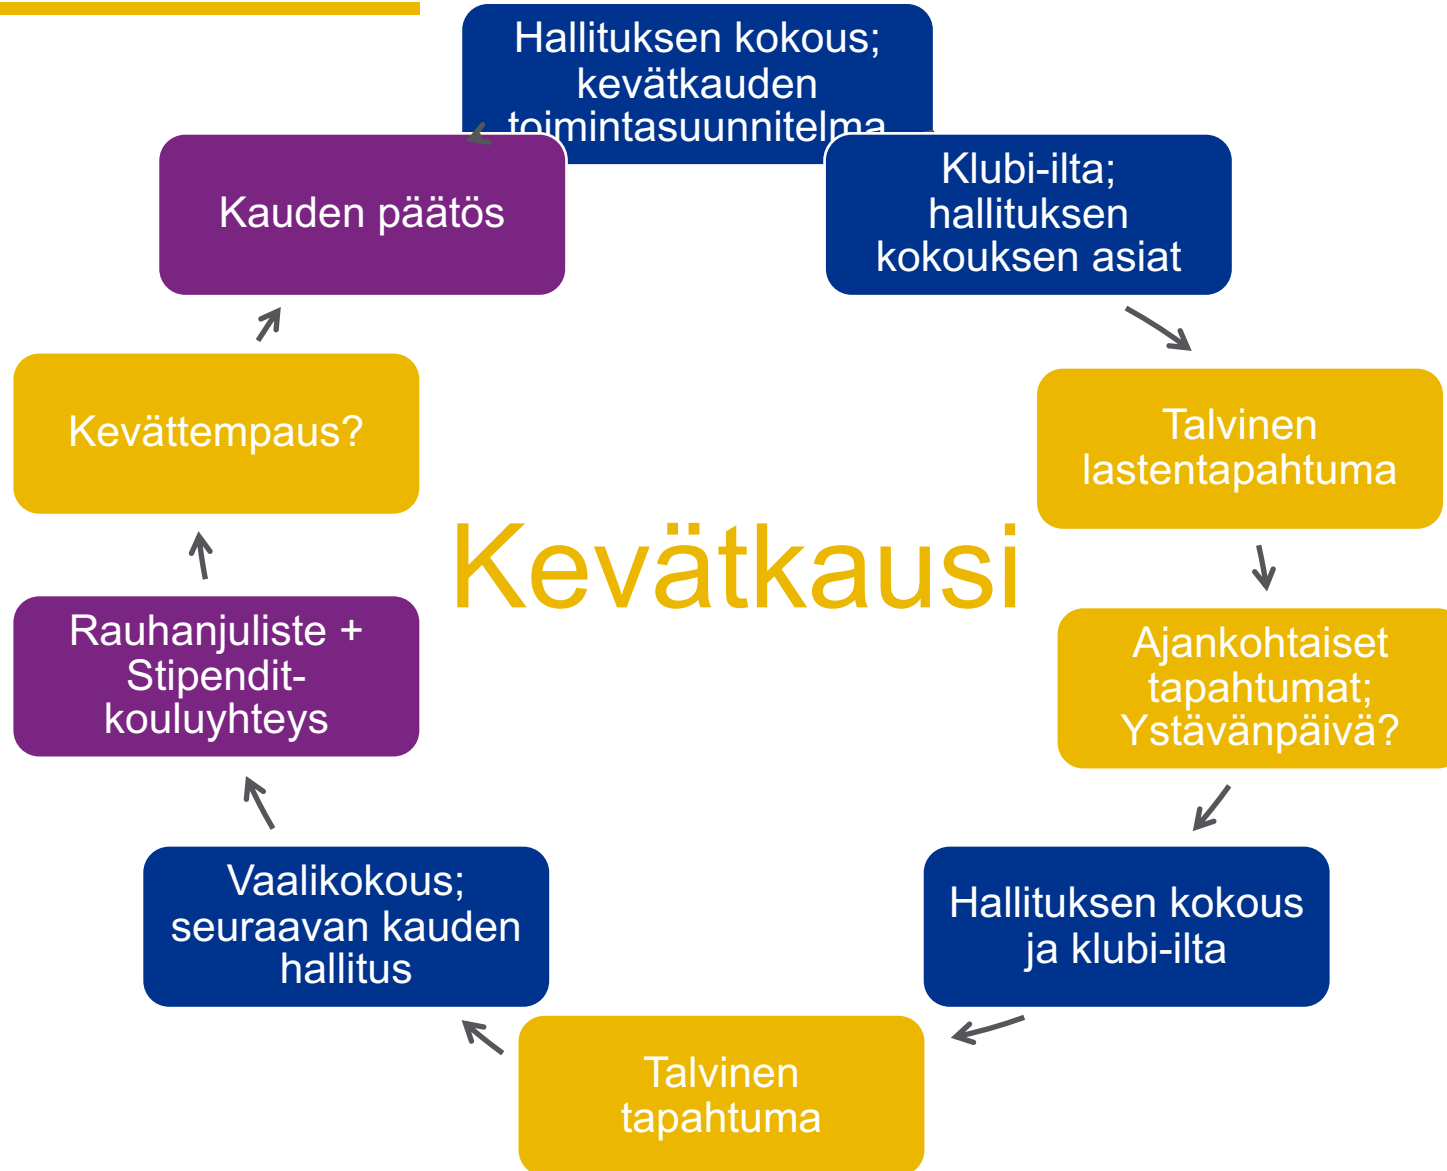 Hallituksen kokous;
kevätkauden
toimintasuunnitelma
Klubi-ilta;
hallituksen
kokouksen asiat
Talvinen
lastentapahtuma
Ajankohtaiset
tapahtumat;
Ystävänpäivä?
Hallituksen kokous
ja klubi-ilta
Talvinen
tapahtuma
Vaalikokous;
seuraavan kauden
hallitus
Rauhanjuliste +
Stipendit-
kouluyhteys
Kevättempaus?
Kauden päätös
Kevätkausi